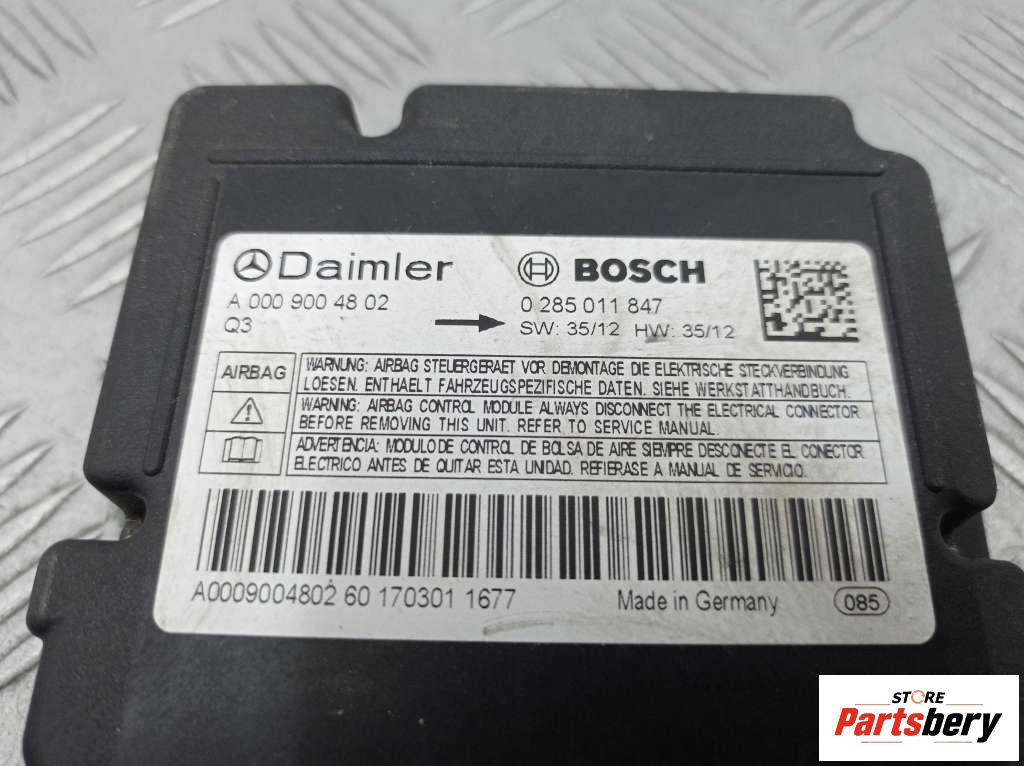 Daimler
A 000 900 48 02
Q3
BOSCH
0 285 011 847
SW: 35/12 HW: 35/12
AIRBAG
WARNUNG: AIRBAG STEUERGERAET VOR DEMONTAGE DIE ELEKTRISCHE STECKVERBINDUNG
LOESEN. ENTHAELT FAHRZEUGSPEZIFISCHE DATEN. SIEHE WERKSTATTHANDBUCH.
WARNING: AIRBAG CONTROL MODULE ALWAYS DISCONNECT THE ELECTRICAL CONNECTOR
BEFORE REMOVING THIS UNIT. REFER TO SERVICE MANUAL.
ADVERTENCIA: MODULO DE CONTROL DE BOLSA DE AIRE SIEMPRE DESCONECTE EL CONECTOR
ELECTRICO ANTES DE QUITAR ESTA UNIDAD. REFIERASE A MANUAL DE SERVICIO.
A0009004802 60 170301 1677
Made in Germany
085
STORE
Partsbery